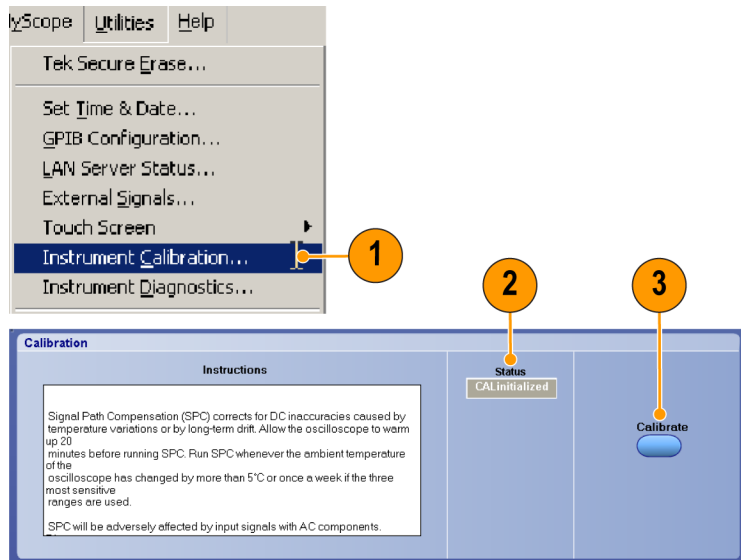 yScope Utilities Help
Tek Secure Erase...
Set Time & Date...
GPIB Configuration...
LAN Server Status...
External Signals...
Touch Screen
Instrument Calibration...
Instrument Diagnostics...
1
2
3
Calibration
Instructions
Signal Path Compensation (SPC) corrects for DC inaccuracies caused by
temperature variations or by long-term drift. Allow the oscilloscope to warm
up 20
minutes before running SPC. Run SPC whenever the ambient temperature
of the
oscilloscope has changed by more than 5°C or once a week if the three
most sensitive
ranges are used.
SPC will be adversely affected by input signals with AC components.
Status
CALinitialized
Calibrate